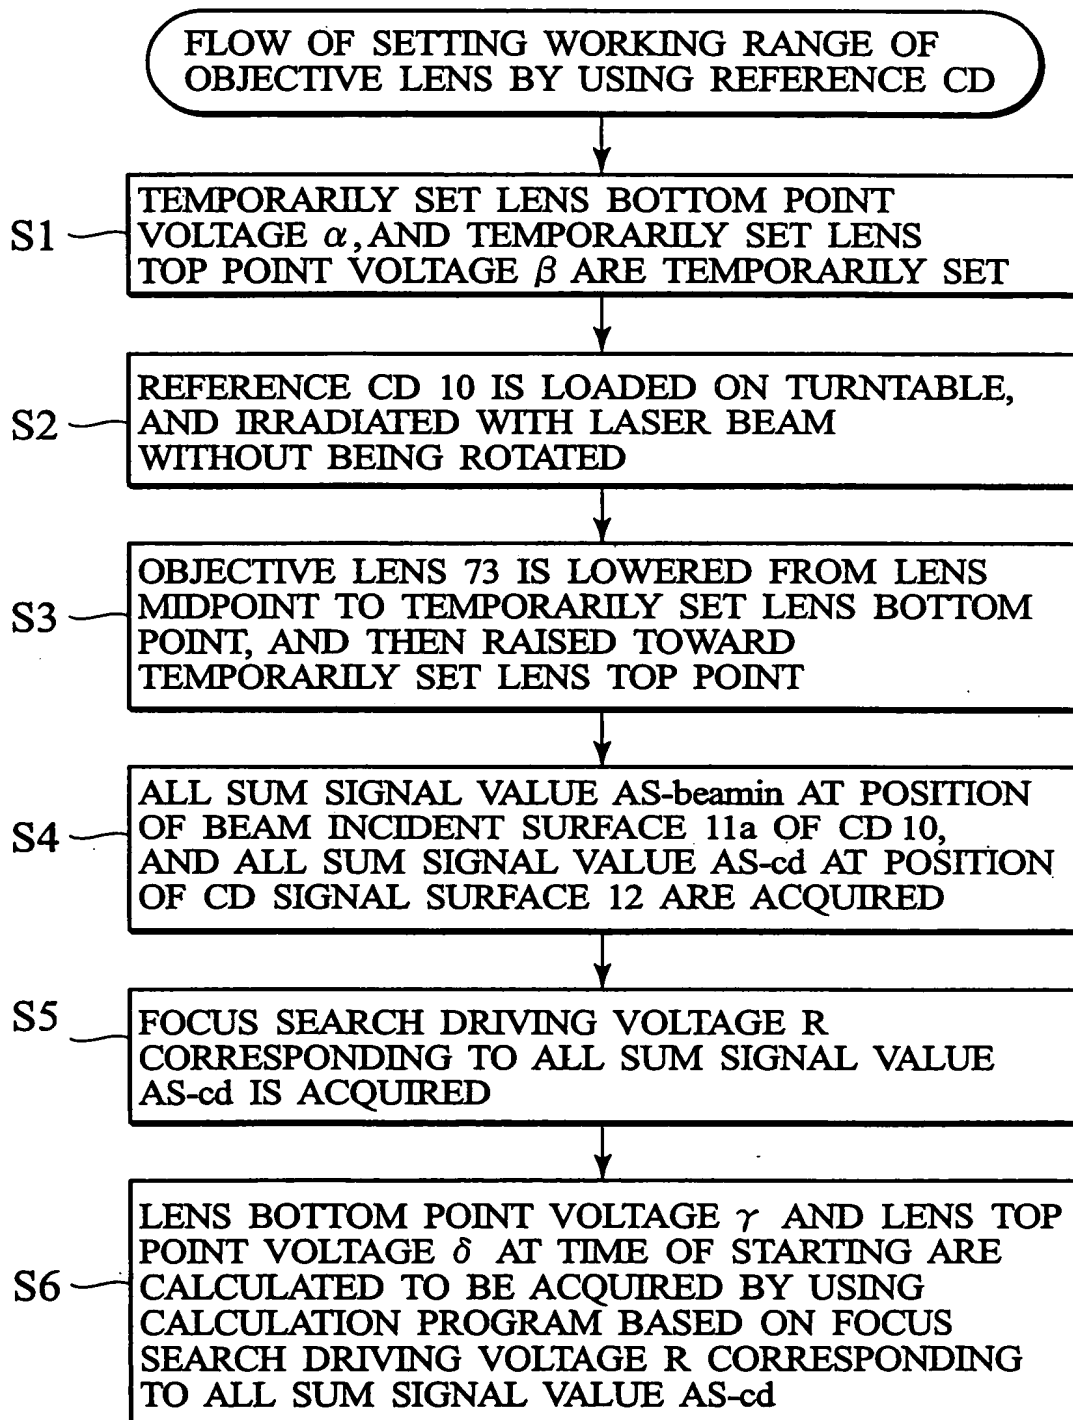 FLOW OF SETTING WORKING RANGE OF
OBJECTIVE LENS BY USING REFERENCE CD
S1
TEMPORARILY SET LENS BOTTOM POINT
VOLTAGE α, AND TEMPORARILY SET LENS
TOP POINT VOLTAGE β ARE TEMPORARILY SET
S2
REFERENCE CD 10 IS LOADED ON TURNTABLE,
AND IRRADIATED WITH LASER BEAM
WITHOUT BEING ROTATED
S3
OBJECTIVE LENS 73 IS LOWERED FROM LENS
MIDPOINT TO TEMPORARILY SET LENS BOTTOM
POINT, AND THEN RAISED TOWARD
TEMPORARILY SET LENS TOP POINT
S4
ALL SUM SIGNAL VALUE AS-beamin AT POSITION
OF BEAM INCIDENT SURFACE 11a OF CD 10,
AND ALL SUM SIGNAL VALUE AS-cd AT POSITION
OF CD SIGNAL SURFACE 12 ARE ACQUIRED
S5
FOCUS SEARCH DRIVING VOLTAGE R
CORRESPONDING TO ALL SUM SIGNAL VALUE
AS-cd IS ACQUIRED
S6
LENS BOTTOM POINT VOLTAGE γ AND LENS TOP
POINT VOLTAGE δ AT TIME OF STARTING ARE
CALCULATED TO BE ACQUIRED BY USING
CALCULATION PROGRAM BASED ON FOCUS
SEARCH DRIVING VOLTAGE R CORRESPONDING
TO ALL SUM SIGNAL VALUE AS-cd